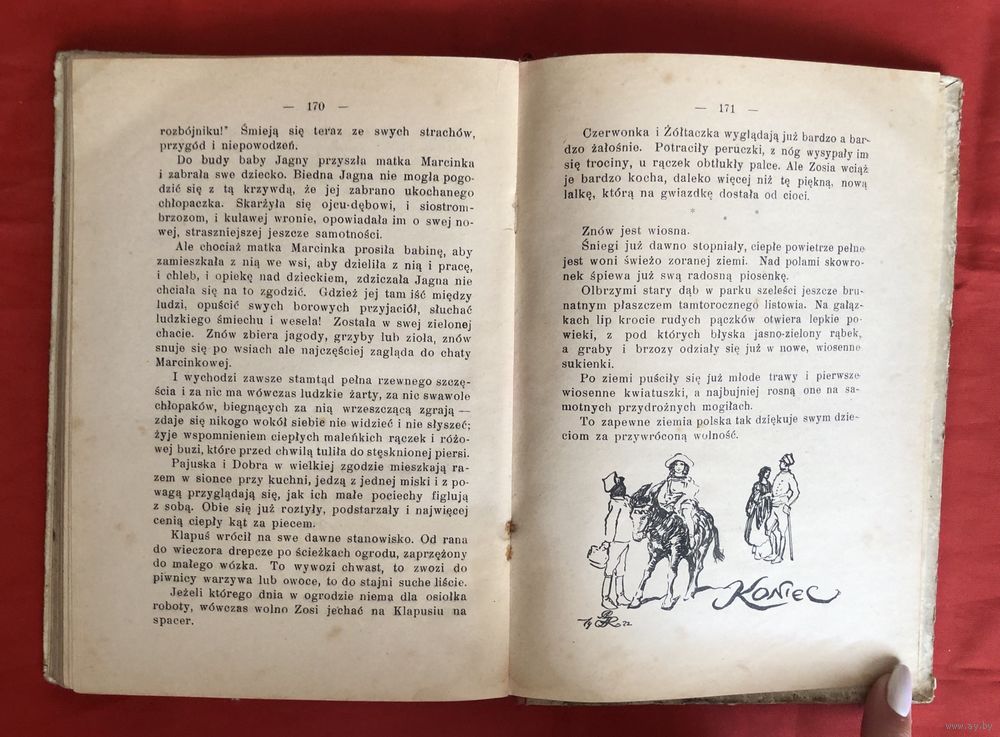 — 170 —
rozbójniku!" Śmieją się teraz ze swych strachów,
przygód i niepowodzeń.
Do budy baby Jagny przyszła matka Marcinka
i zabrała swe dziecko. Biedna Jagna nie mogła pogo-
dzić się z tą krzywdą, że jej zabrano ukochanego
chłopaczka. Skarżyła się ojcu-dębowi, i siostrom-
brzozom, i kulawej wronie, opowiadała im o swej no-
wej, straszniejszej jeszcze samotności.
Ale chociaż matka Marcinka prosiła babinę, aby
zamieszkała z nią we wsi, aby dzieliła z nią i pracę,
i chleb, i opiekę nad dzieckiem, zdziczała Jagna nie
chciała się na to zgodzić. Gdzież jej tam iść między
ludzi, opuścić swych borowych przyjaciół, słuchać
ludzkiego śmiechu i wesela! Została w swej zielonej
chacie. Znów zbiera jagody, grzyby lub zioła, znów
snuje się po wsiach ale najczęściej zagląda do chaty
Marcinkowej.
I wychodzi zawsze stamtąd pełna rzewnego szczę-
ścia i za nic ma wówczas ludzkie żarty, za nic swawole
chłopaków, biegnących za nią wrzeszczącą zgrają —
zdaje się nikogo wokół siebie nie widzieć i nie słyszeć;
żyje wspomnieniem ciepłych maleńkich rączek i różo-
wej buzi, które przed chwilą tuliła do stęsknionej piersi.
Pajuska i Dobra w wielkiej zgodzie mieszkają ra-
zem w sionce przy kuchni, jedzą z jednej miski i z po-
wagą przyglądają się, jak ich małe pociechy figlują
z sobą. Obie się już roztyły, podstarzały i najwięcej
cenią ciepły kąt za piecem.
Kłapuś wrócił na swe dawne stanowisko. Od rana
do wieczora drepcze po ścieżkach ogrodu, zaprzężony
do małego wózka. To wywozi chwast, to zwozi do
piwnicy warzywa lub owoce, to do stajni suche liście.
Jeżeli którego dnia w ogrodzie niema dla osiołka
roboty, wówczas wolno Zosi jechać na Kłapusiu na
spacer.
— 171 —
Czerwonka i Żółtaczka wyglądają już bardzo a bar-
dzo żałośnie. Potraciły peruczki, z nóg wysypały im
się trociny, u rączek obtłukły palce. Ale Zosia wciąż
je bardzo kocha, daleko więcej niż tę piękną, nową
lalkę, którą na gwiazdkę dostała od cioci.
* * *
Znów jest wiosna.
Śniegi już dawno stopniały, ciepłe powietrze pełne
jest woni świeżo zoranej ziemi. Nad polami skowro-
nek śpiewa już swą radosną piosenkę.
Olbrzymi stary dąb w parku szeleści jeszcze bru-
natnym płaszczem tamtorocznego listowia. Na gałąz-
kach lip krocie rudych pączków otwiera lepkie po-
wieki, z pod których błyska jasno-zielony rąbek,
a graby i brzozy odziały się już w nowe, wiosenne
sukienki.
Po ziemi puściły się już młode trawy i pierwsze
wiosenne kwiatuszki, a najbujniej rosną one na sa-
motnych przydrożnych mogiłach.
To zapewne ziemia polska tak dziękuje swym dzie-
ciom za przywróconą wolność.
KONIEC
www.ay.by